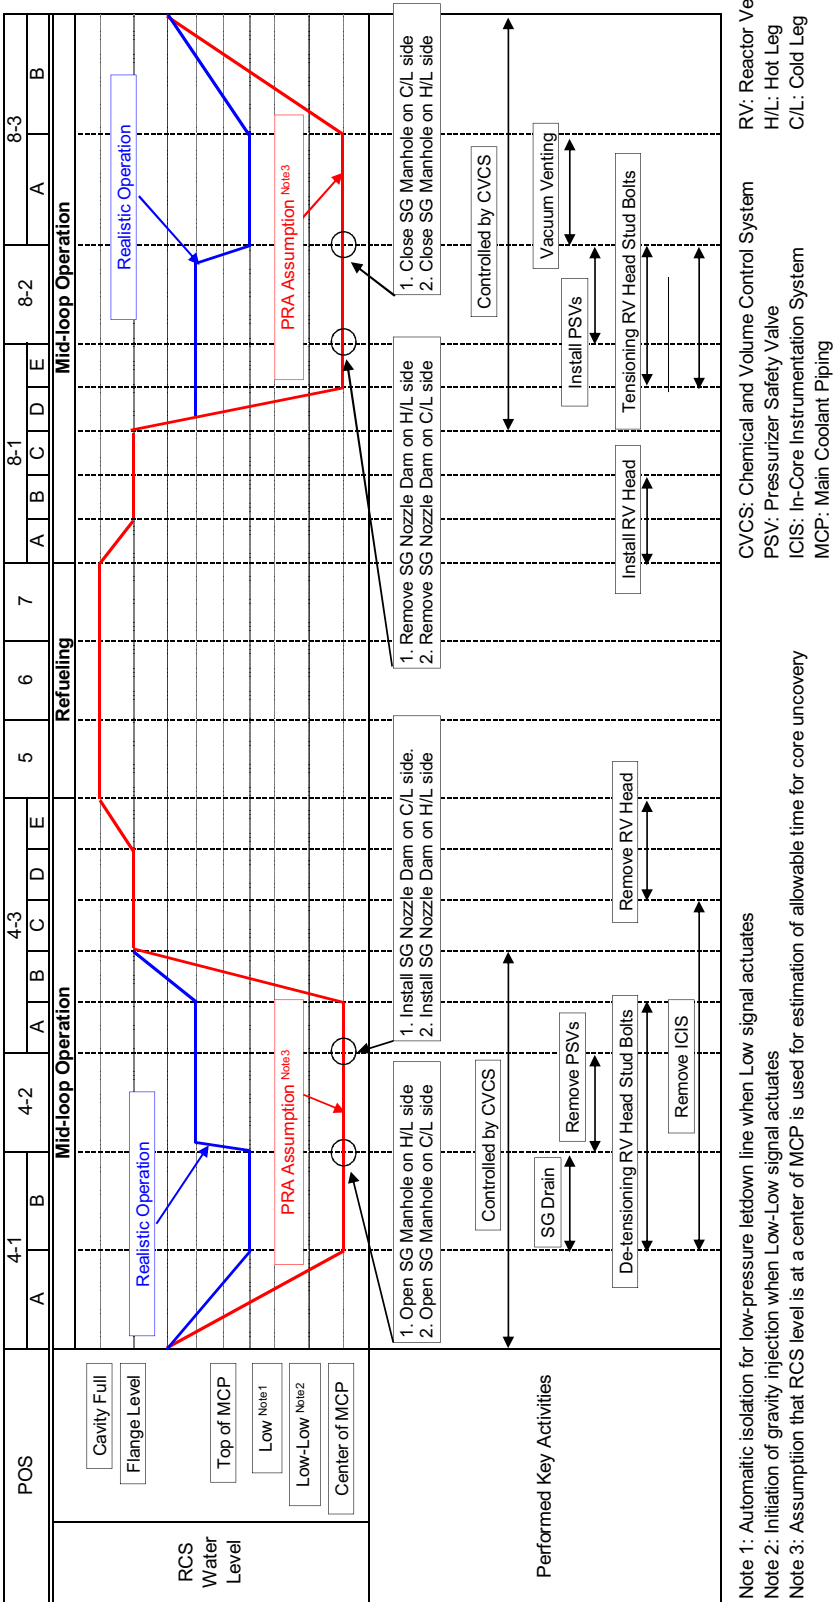 POS
4-1
4-2
4-3
5
6
7
8-1
8-2
8-3
A
B
A
B
C
D
E
A
B
C
D
E
A
B
Mid-loop Operation
Refueling
Mid-loop Operation
RCS
Water
Level
Cavity Full
Flange Level
Top of MCP
Low Note1
Low-Low Note2
Center of MCP
Realistic Operation
PRA Assumption Note3
Realistic Operation
PRA Assumption Note3
1. Open SG Manhole on H/L side
2. Open SG Manhole on C/L side
1. Install SG Nozzle Dam on C/L side.
2. Install SG Nozzle Dam on H/L side
1. Remove SG Nozzle Dam on H/L side
2. Remove SG Nozzle Dam on C/L side
1. Close SG Manhole on C/L side
2. Close SG Manhole on H/L side
Performed Key Activities
Controlled by CVCS
Controlled by CVCS
SG Drain
Vacuum Venting
Remove PSVs
Install PSVs
De-tensioning RV Head Stud Bolts
Remove RV Head
Install RV Head
Tensioning RV Head Stud Bolts
Remove ICIS
Note 1: Automaitic isolation for low-pressure letdown line when Low signal actuates
Note 2: Initiation of gravity injection when Low-Low signal actuates
Note 3: Assumptiion that RCS level is at a center of MCP is used for estimation of allowable time for core uncovery
CVCS: Chemical and Volume Control System
PSV: Pressurizer Safety Valve
ICIS: In-Core Instrumentation System
MCP: Main Coolant Piping
RV: Reactor Ve
H/L: Hot Leg
C/L: Cold Leg